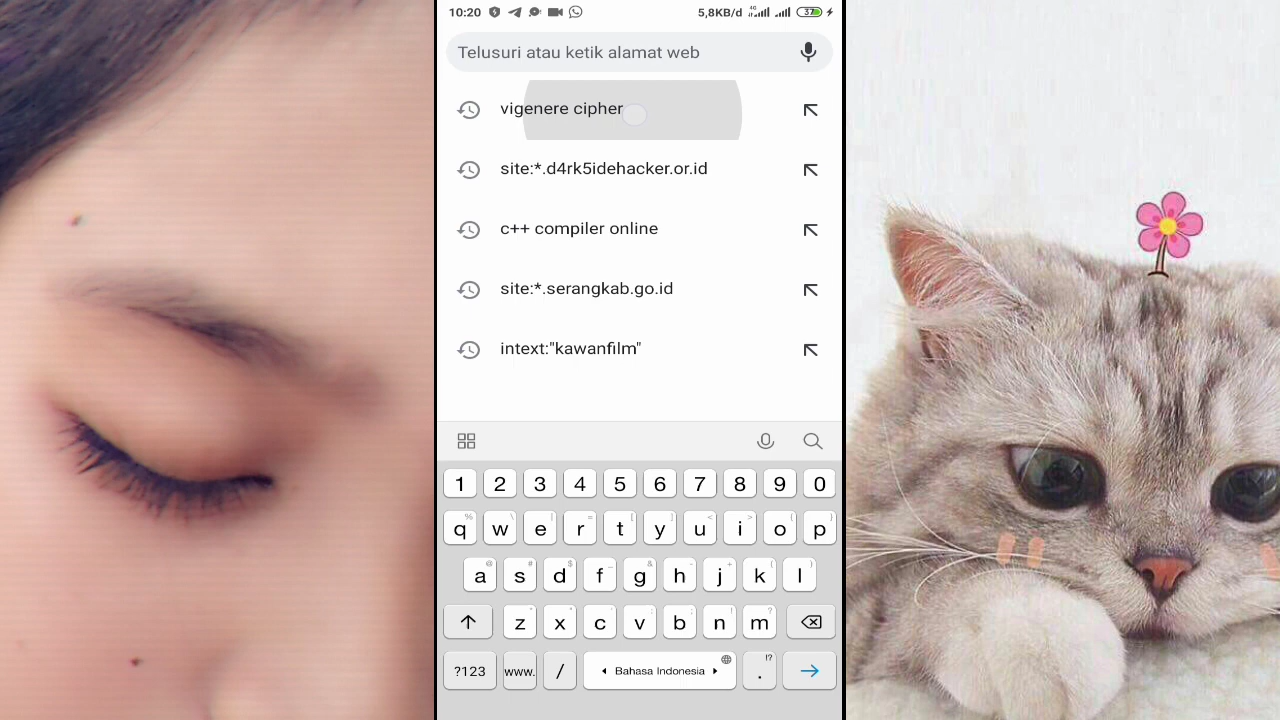 10:20 5,8KB/d 4G 37
Telusuri atau ketik alamat web
vigenere cipher
site:*.d4rk5idehacker.or.id
c++ compiler online
site:*.serangkab.go.id
intext:"kawanfilm"
1 2 3 4 5 6 7 8 9 0
q w e r t y u i o p
a s d f g h j k l
z x c v b n m
?123 www. / Bahasa Indonesia . !?